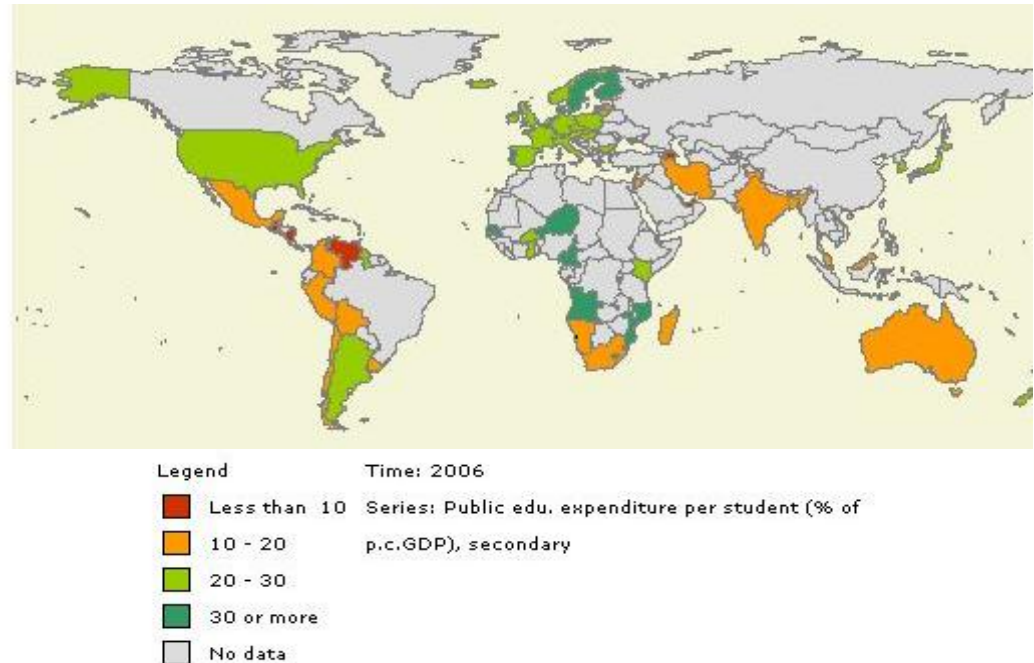 Legend
Time: 2006
Less than 10
Series: Public edu. expenditure per student (% of
p.c.GDP), secondary
10 - 20
20 - 30
30 or more
No data